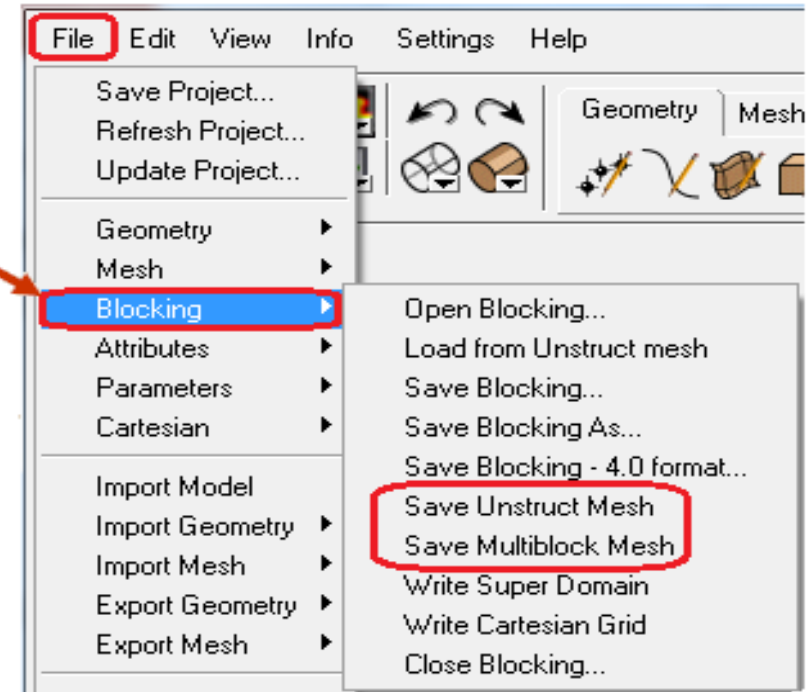 File Edit View Info Settings Help
Save Project...
Refresh Project...
Update Project...
Geometry Mesh
Geometry
Mesh
Blocking
Attributes
Parameters
Cartesian
Import Model
Import Geometry
Import Mesh
Export Geometry
Export Mesh
Open Blocking...
Load from Unstruct mesh
Save Blocking...
Save Blocking As...
Save Blocking - 4.0 format...
Save Unstruct Mesh
Save Multiblock Mesh
Write Super Domain
Write Cartesian Grid
Close Blocking...